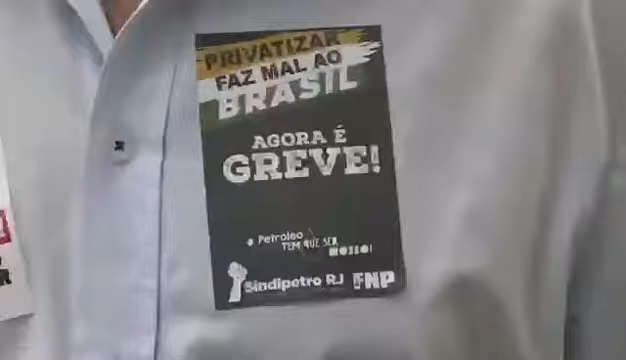 PRIVATIZAR
FAZ MAL AO
BRASIL
AGORA É
GREVE!
O Petróleo
TEM QUE SER
NOSSO!
Sindipetro RJ FNP